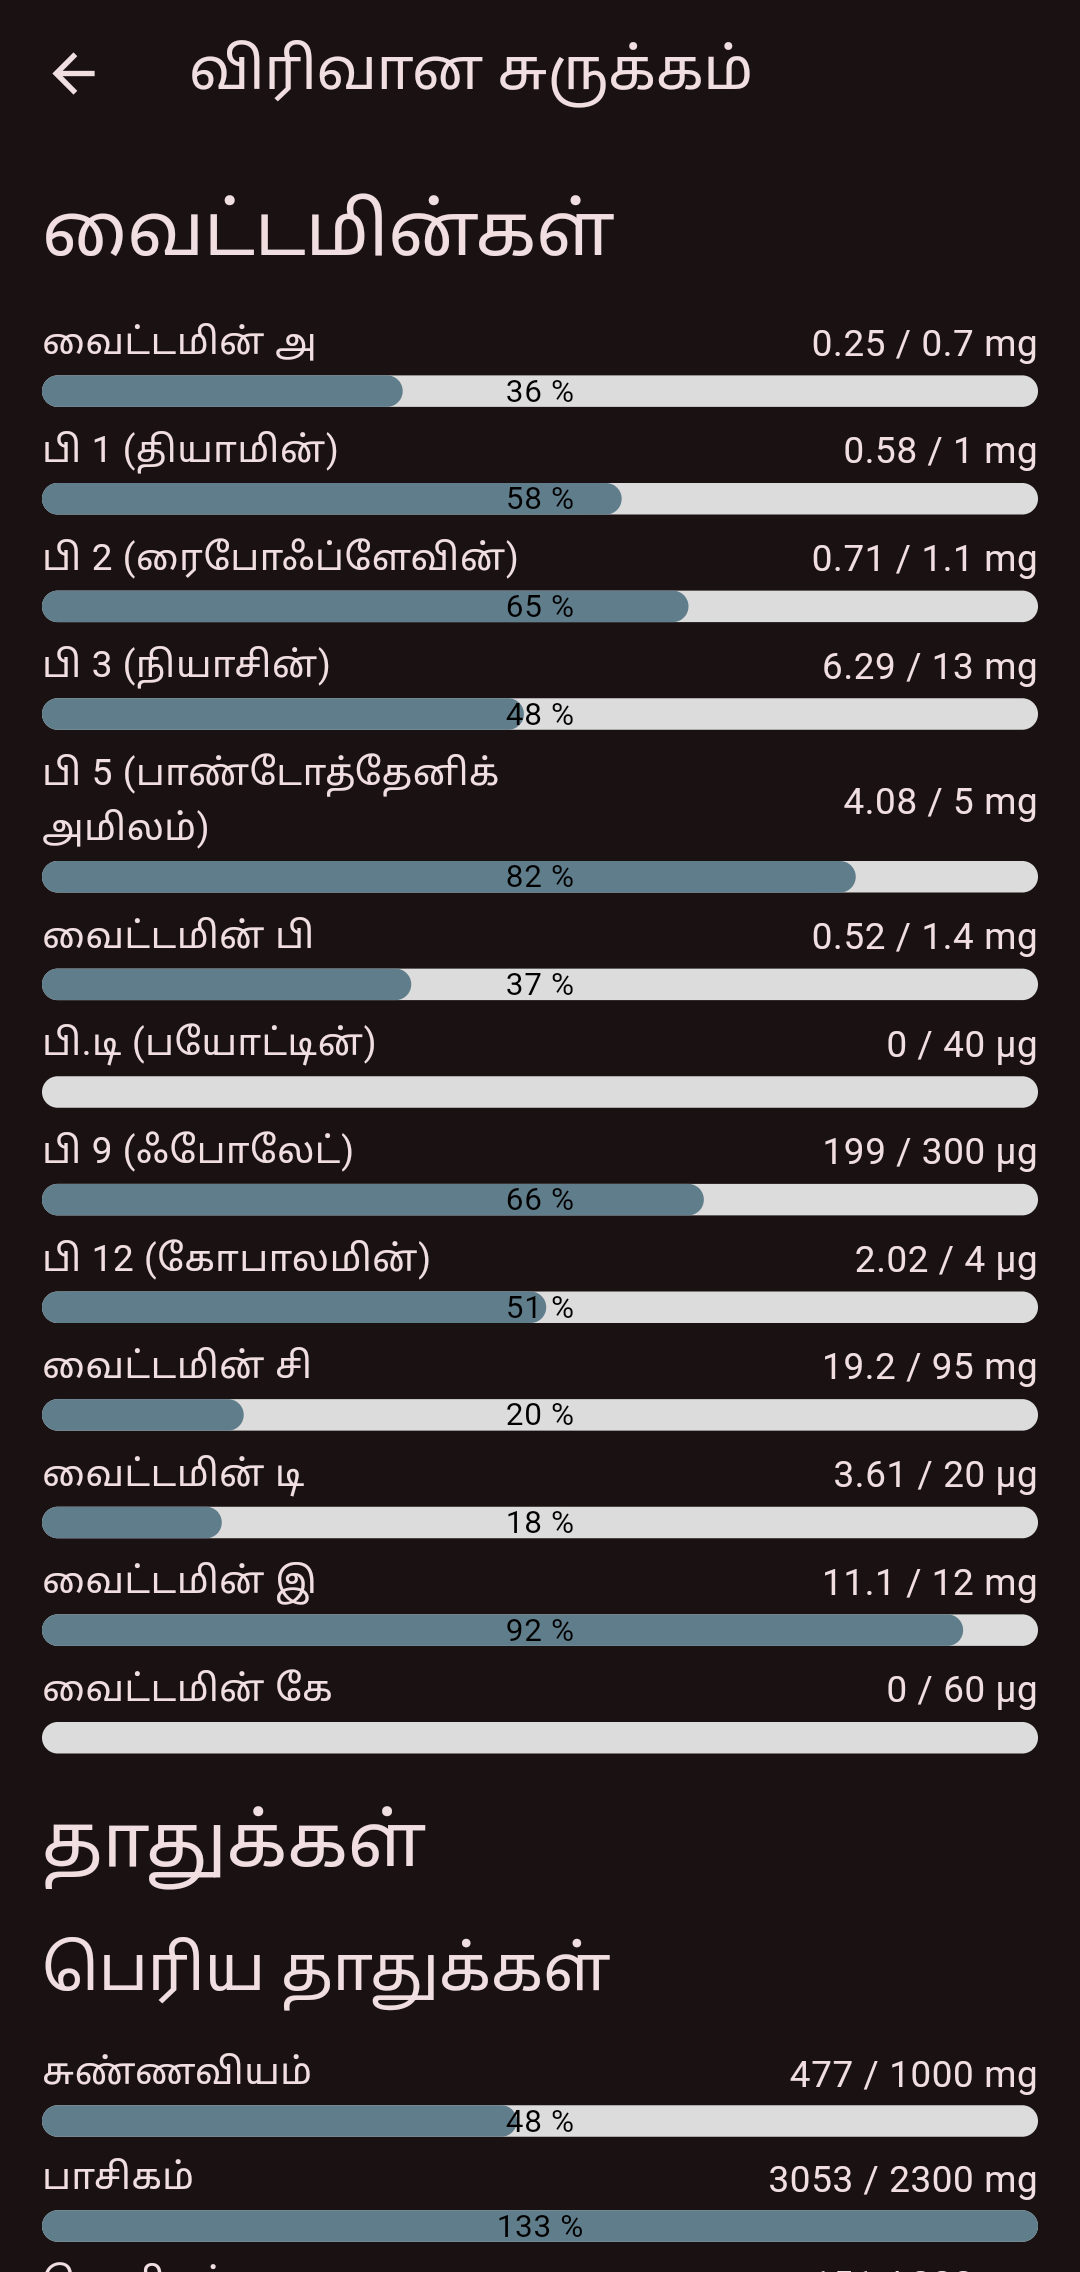 விரிவான சுருக்கம்
வைட்டமின்கள்
வைட்டமின் அ 0.25 / 0.7 mg
36 %
பி 1 (தியாமின்) 0.58 / 1 mg
58 %
பி 2 (ரைபோஃப்ளேவின்) 0.71 / 1.1 mg
65 %
பி 3 (நியாசின்) 6.29 / 13 mg
48 %
பி 5 (பாண்டோத்தேனிக்
அமிலம்) 4.08 / 5 mg
82 %
வைட்டமின் பி 0.52 / 1.4 mg
37 %
பி.டி (பயோட்டின்) 0 / 40 µg
பி 9 (ஃபோலேட்) 199 / 300 µg
66 %
பி 12 (கோபாலமின்) 2.02 / 4 µg
51 %
வைட்டமின் சி 19.2 / 95 mg
20 %
வைட்டமின் டி 3.61 / 20 µg
18 %
வைட்டமின் இ 11.1 / 12 mg
92 %
வைட்டமின் கே 0 / 60 µg
தாதுக்கள்
பெரிய தாதுக்கள்
சுண்ணவியம் 477 / 1000 mg
48 %
பாசிகம் 3053 / 2300 mg
133 %